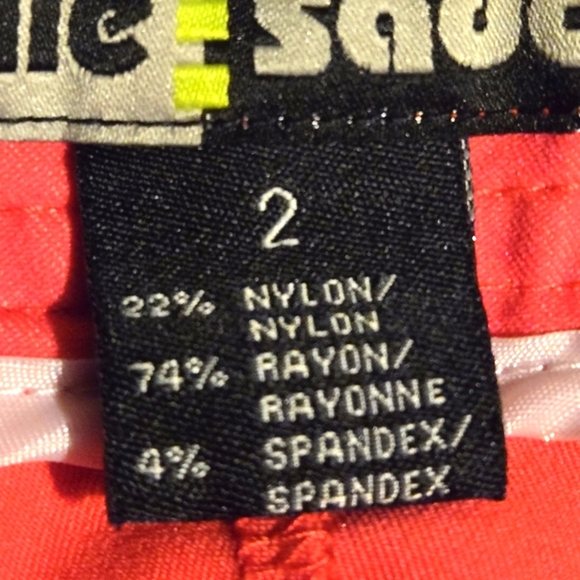 2
22% NYLON/
NYLON
74% RAYON/
RAYONNE
4% SPANDEX/
SPANDEX